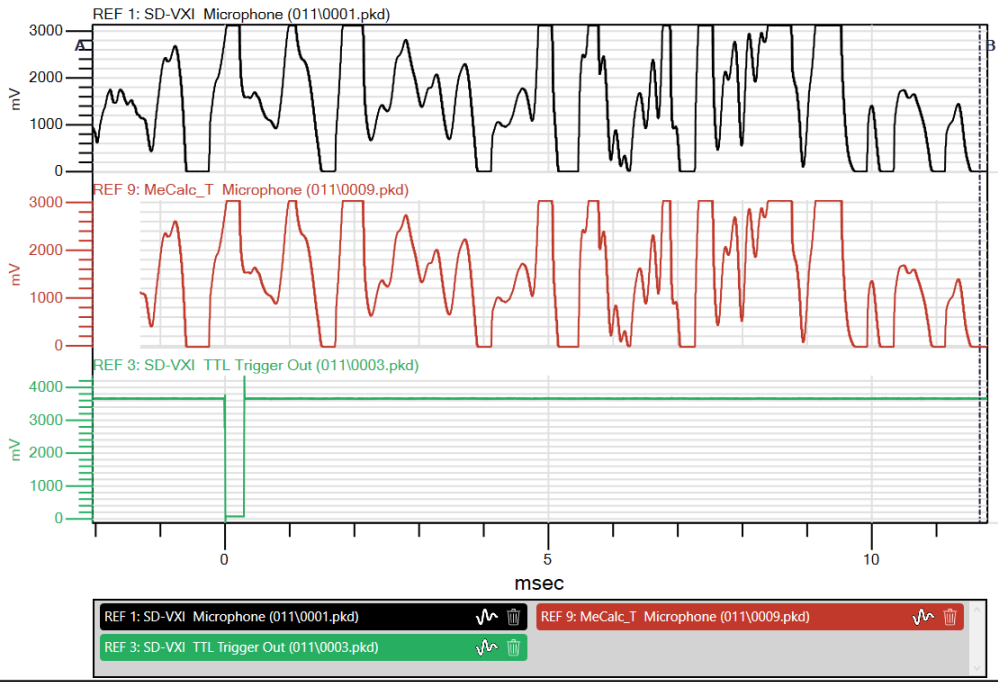 REF 1: SD-VXI Microphone (011\0001.pkd)
3000
A
B
2000
mV
1000
0
REF 9: MeCalc_T Microphone (011\0009.pkd)
3000
2000
mV
1000
0
REF 3: SD-VXI TTL Trigger Out (011\0003.pkd)
4000
3000
mV
2000
1000
0
0 5 10
msec
REF 1: SD-VXI Microphone (011\0001.pkd) REF 9: MeCalc_T Microphone (011\0009.pkd)
REF 3: SD-VXI TTL Trigger Out (011\0003.pkd)